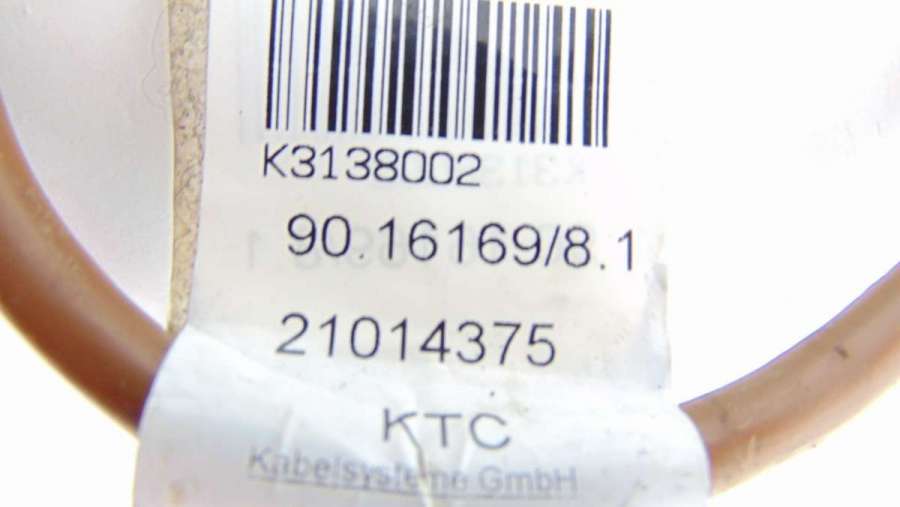 K3138002
90.16169/8.1
21014375
KTC
Kabelsysteme GmbH